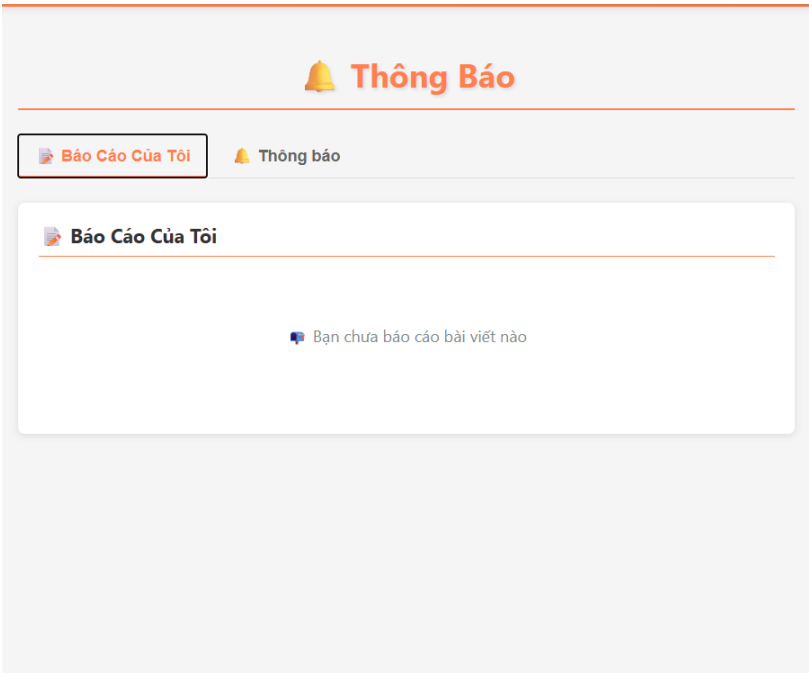 🔔 Thông Báo
📝 Báo Cáo Của Tôi
🔔 Thông báo
📝 Báo Cáo Của Tôi
📭 Bạn chưa báo cáo bài viết nào